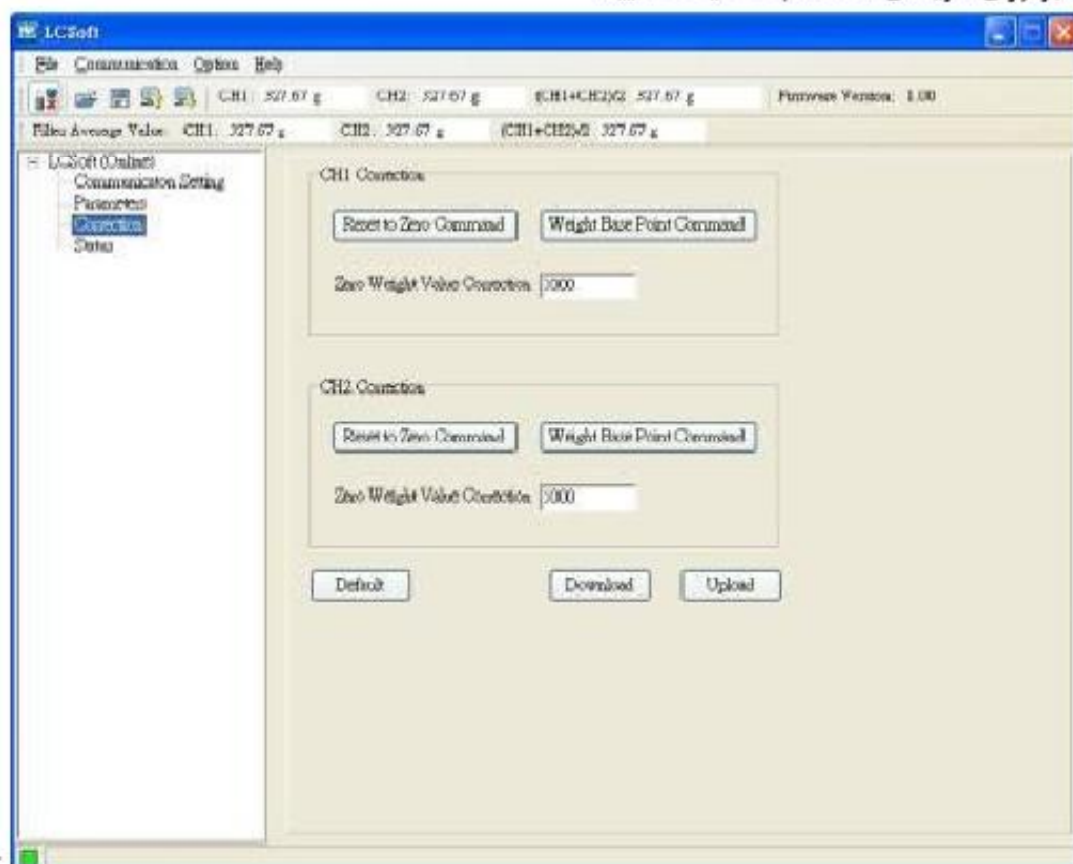 LCSoft
File Communication Option Help
CH1: 327.67 g CH2: 327.67 g (CH1+CH2)/2 327.67 g Firmware Version: 1.00
Filter Average Value: CH1: 327.67 g CH2: 327.67 g (CH1+CH2)/2 327.67 g
LCSoft (Online)
Communication Setting
Parameters
Correction
Status
CH1 Correction
Reset to Zero Command Weight Base Point Command
Zero Weight Value Correction
CH2 Correction
Reset to Zero Command Weight Base Point Command
Zero Weight Value Correction
Default Download Upload